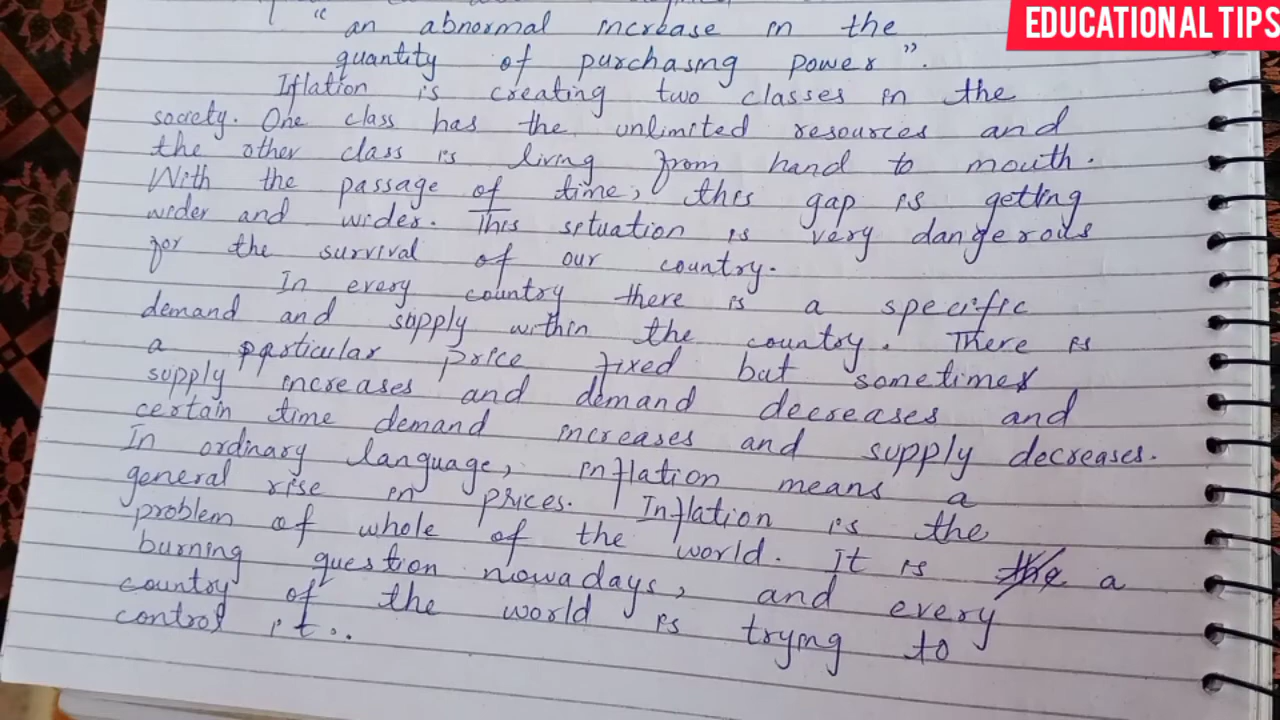 EDUCATIONAL TIPS
“ an abnormal increase in the
quantity of purchasing power ”.
Iflation is creating two classes in the
society. One class has the unlimited resources and
the other class is living from hand to mouth.
With the passage of time, this gap is getting
wider and wider. This situation is very dangerous
for the survival of our country.
In every country there is a specific
demand and supply within the country. There is
a particular price fixed but sometimes
supply increases and demand decreases and
certain time demand increases and supply decreases.
In ordinary language, inflation means a
general rise in prices. Inflation is the
problem of whole of the world. It is the a
burning question nowadays, and every
country of the world is trying to
control it..